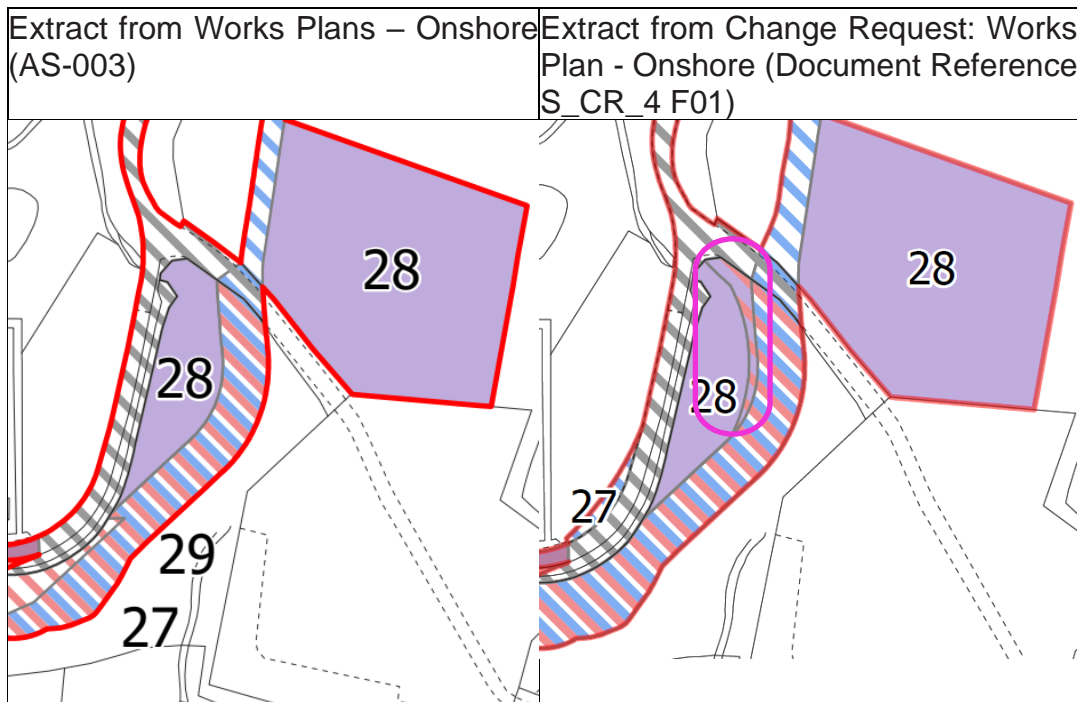 Extract from Works Plans – Onshore
(AS-003)
Extract from Change Request: Works
Plan - Onshore (Document Reference
S_CR_4 F01)
28
28
29
27
28
28
27